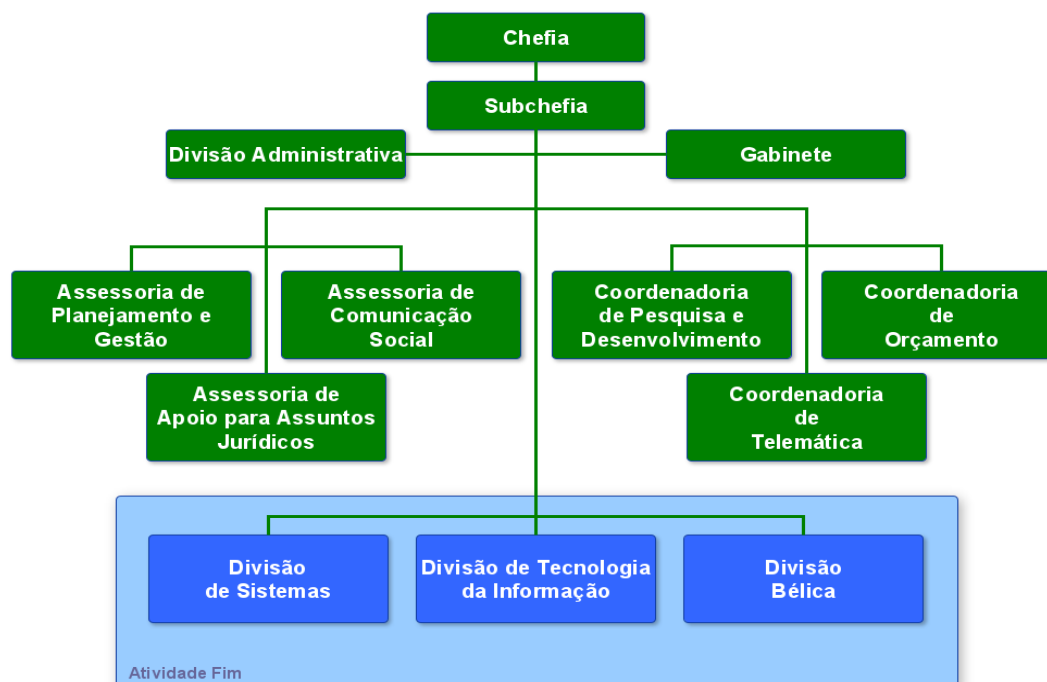 Chefia
Subchefia
Divisão Administrativa
Gabinete
Assessoria de
Planejamento e
Gestão
Assessoria de
Comunicação
Social
Coordenadoria
de Pesquisa e
Desenvolvimento
Coordenadoria
de
Orçamento
Assessoria de
Apoio para Assuntos
Jurídicos
Coordenadoria
de
Telemática
Divisão
de Sistemas
Divisão de Tecnologia
da Informação
Divisão
Bélica
Atividade Fim